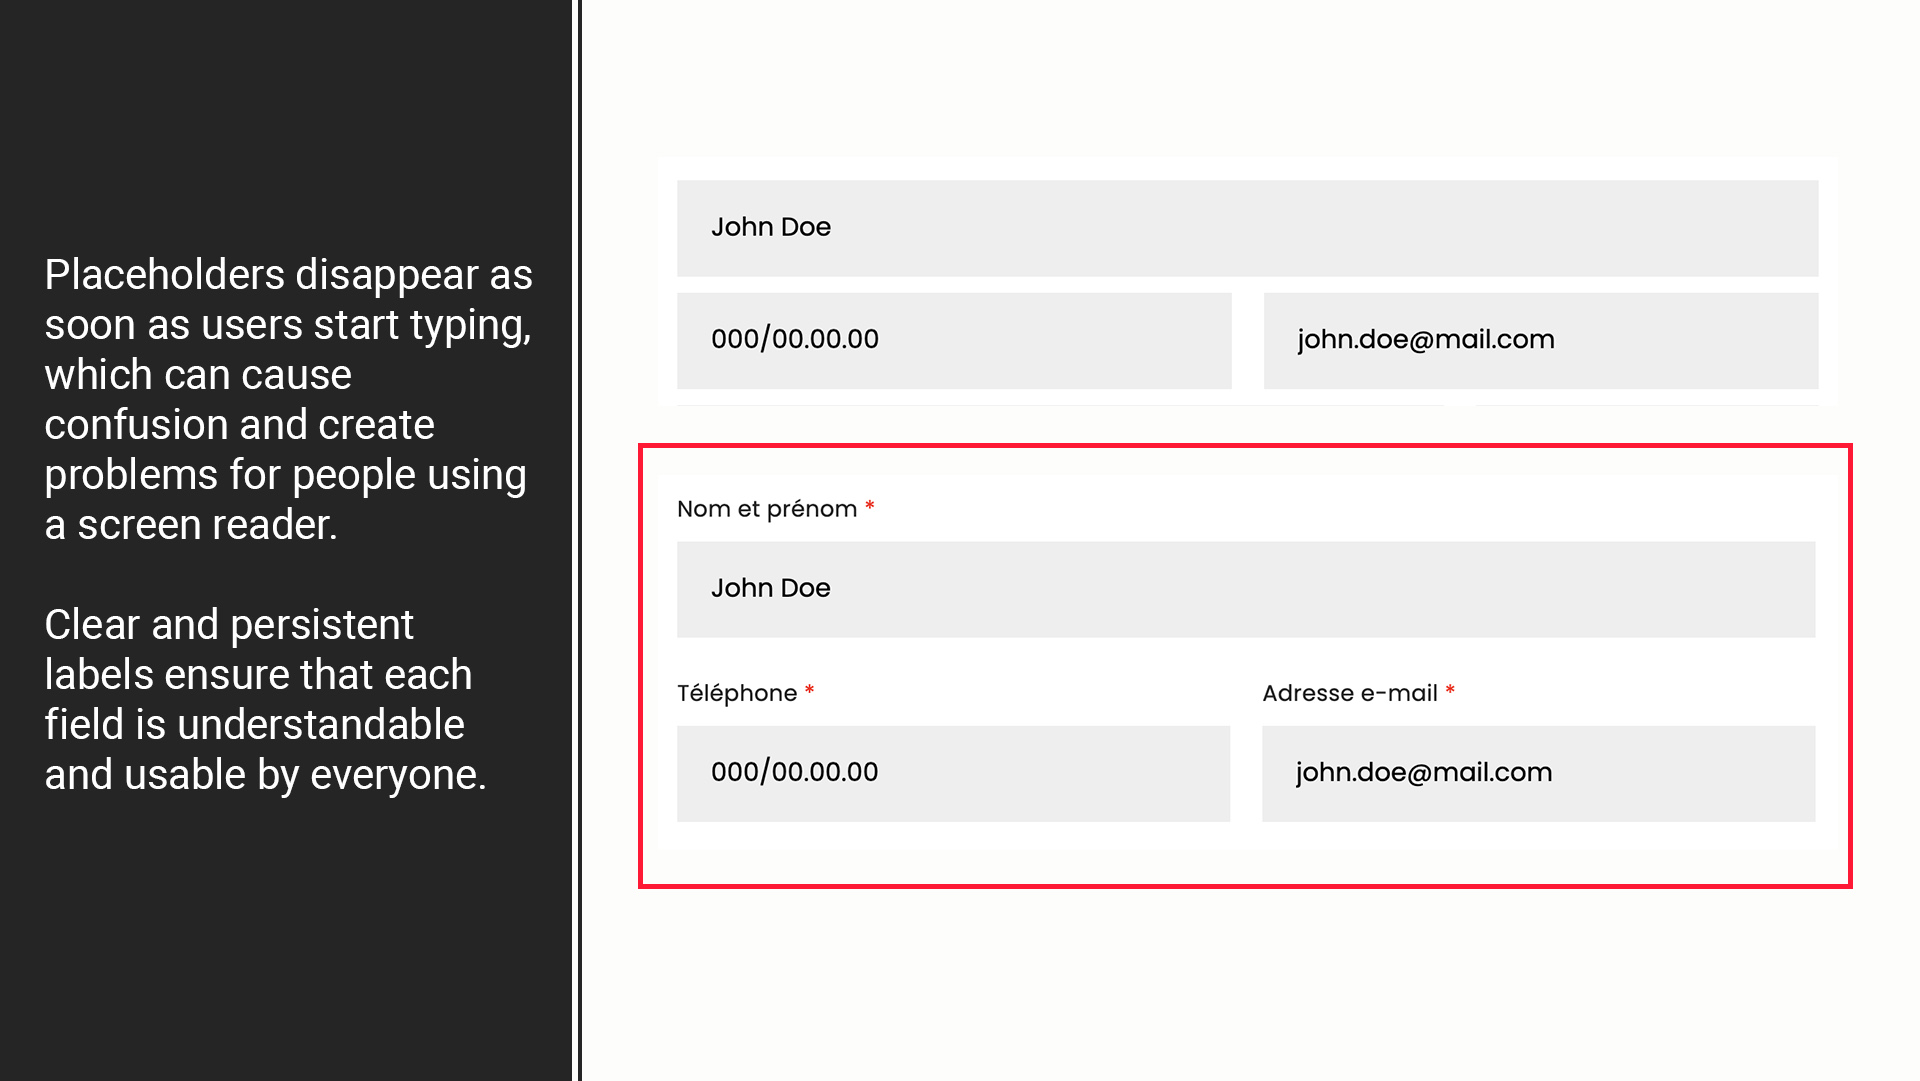 Placeholders disappear as
soon as users start typing,
which can cause
confusion and create
problems for people using
a screen reader.
Clear and persistent
labels ensure that each
field is understandable
and usable by everyone.
John Doe
000/00.00.00
john.doe@mail.com
Nom et prénom *
John Doe
Téléphone *
Adresse e-mail *
000/00.00.00
john.doe@mail.com